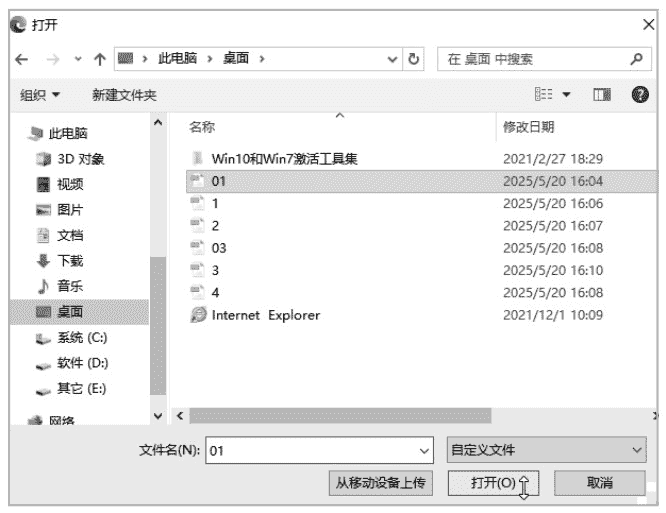 打开
此电脑 > 桌面 >
在 桌面 中搜索
组织 新建文件夹
名称 修改日期
此电脑
3D 对象
视频
图片
文档
下载
音乐
桌面
系统 (C:)
软件 (D:)
其它 (E:)
网络
Win10和Win7激活工具集 2021/2/27 18:29
01 2025/5/20 16:04
1 2025/5/20 16:06
2 2025/5/20 16:07
03 2025/5/20 16:08
3 2025/5/20 16:10
4 2025/5/20 16:08
Internet Explorer 2021/12/1 10:09
文件名(N): 01 自定义文件
从移动设备上传 打开(O) 取消